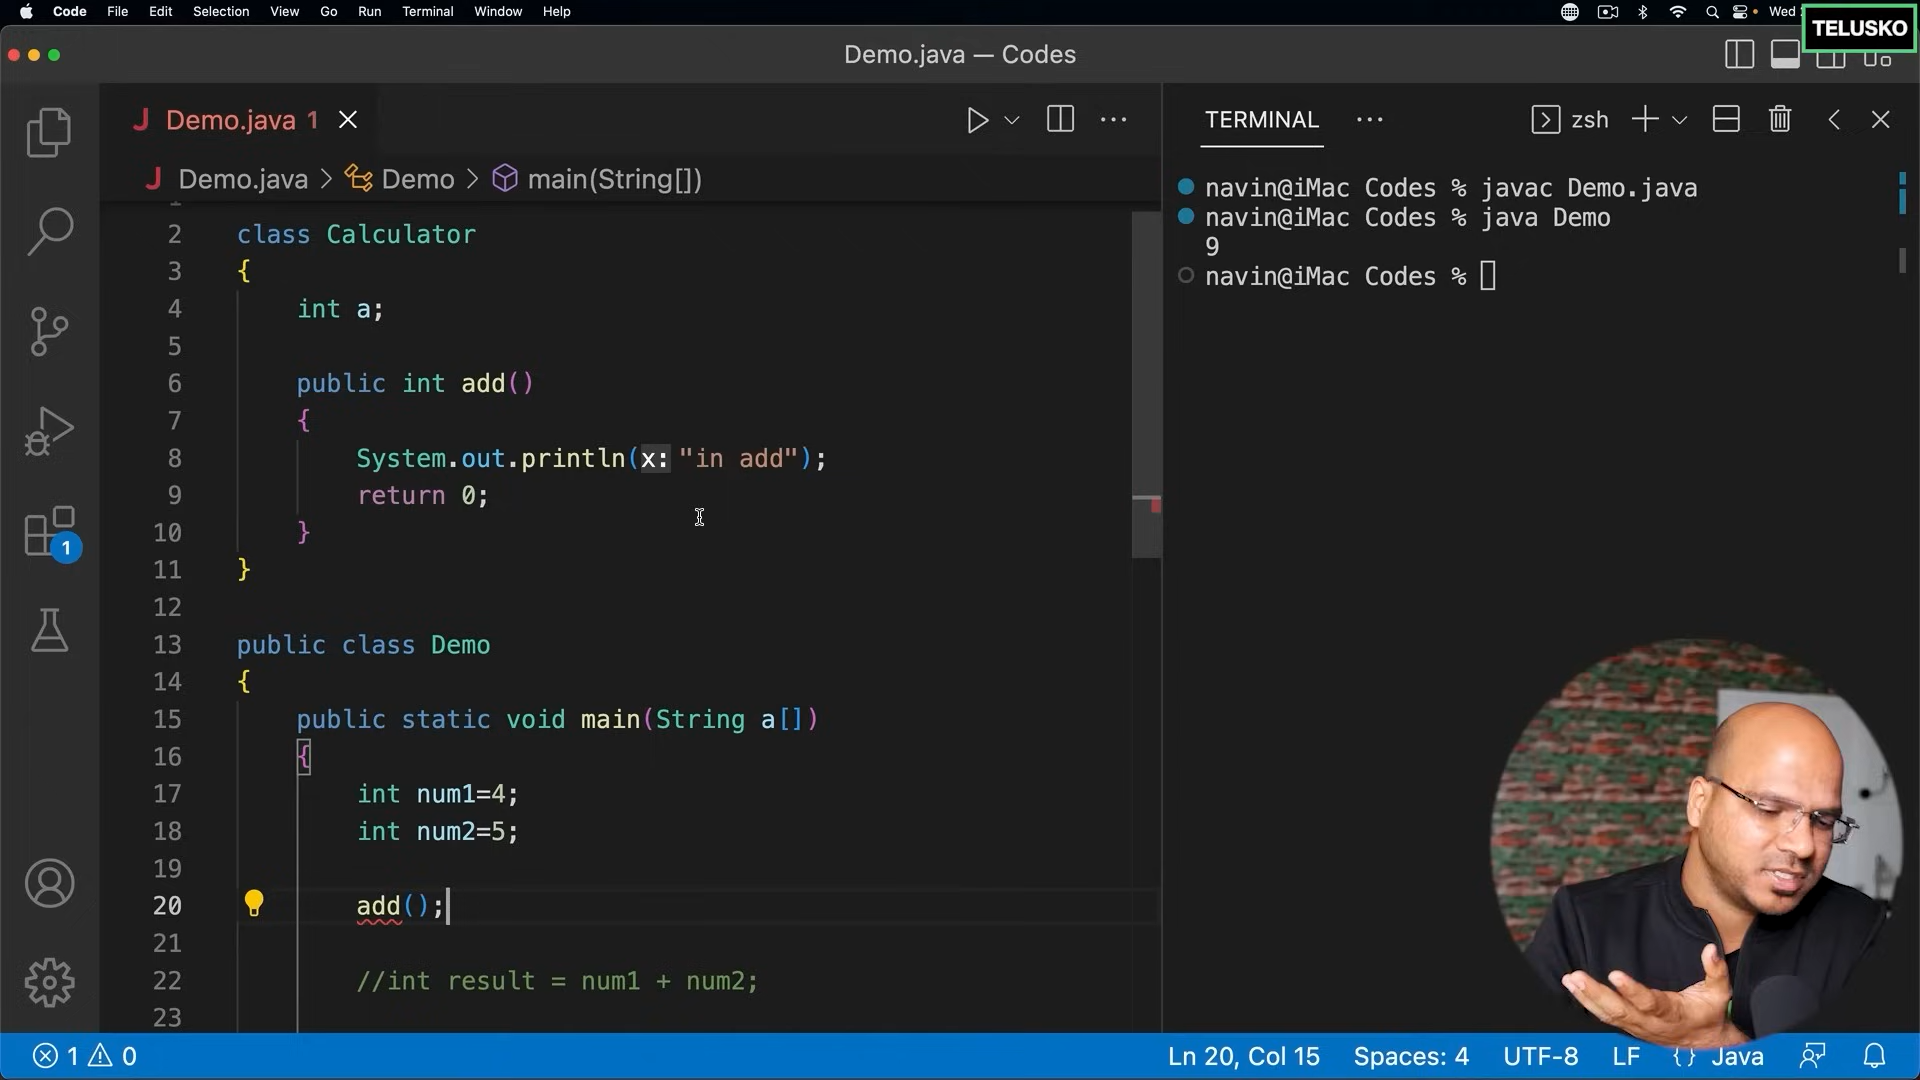 Code File Edit Selection View Go Run Terminal Window Help Wed
TELUSKO
Demo.java — Codes
Demo.java 1
TERMINAL
zsh
Demo.java > Demo > main(String[])
2 class Calculator
3 {
4 int a;
5
6 public int add()
7 {
8 System.out.println(x: "in add");
9 return 0;
10 }
11 }
12
13 public class Demo
14 {
15 public static void main(String a[])
16 {
17 int num1=4;
18 int num2=5;
19
20 add();
21
22 //int result = num1 + num2;
23
navin@iMac Codes % javac Demo.java
navin@iMac Codes % java Demo
9
navin@iMac Codes %
1
1 0
Ln 20, Col 15 Spaces: 4 UTF-8 LF {} Java